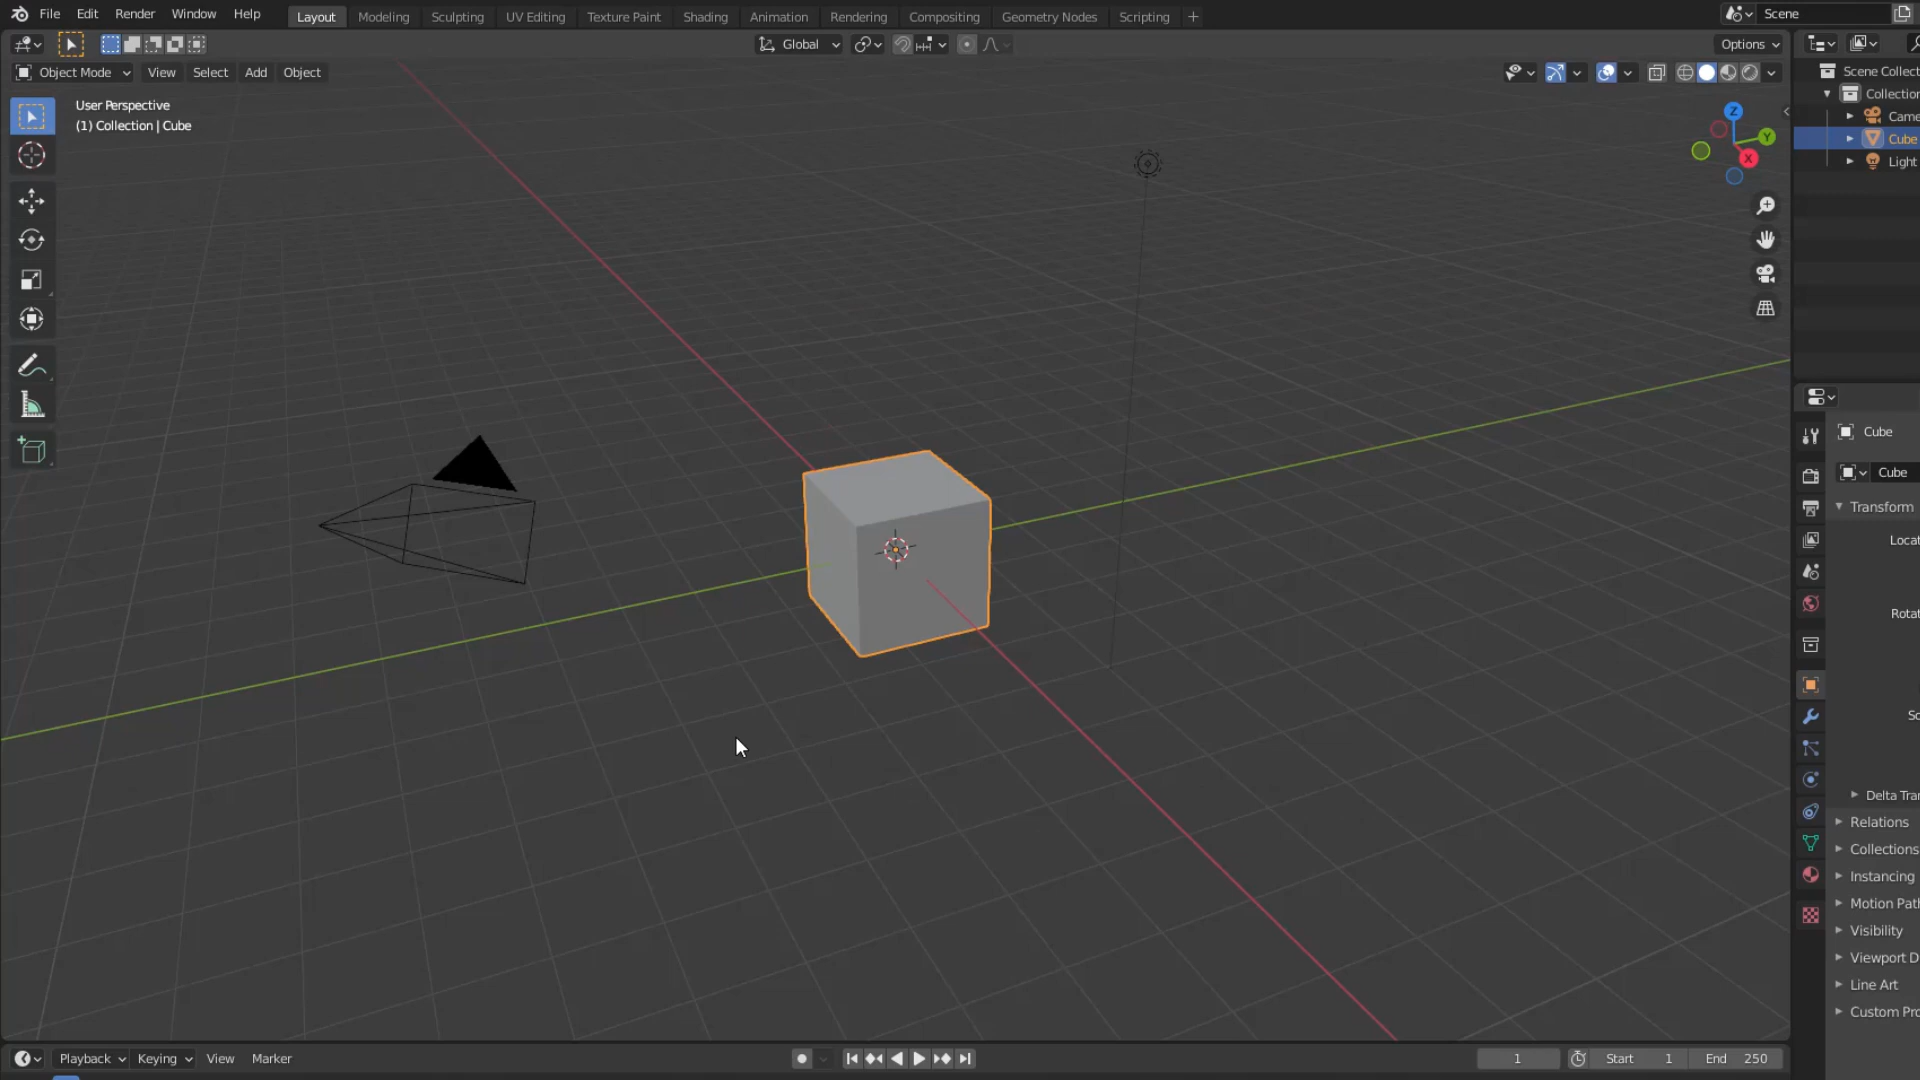 File Edit Render Window Help Layout Modeling Sculpting UV Editing Texture Paint Shading Animation Rendering Compositing Geometry Nodes Scripting + Scene
Global Options
Object Mode View Select Add Object
User Perspective
(1) Collection | Cube
Z
Y
X
Scene Collect
Collection
Came
Cube
Light
Cube
Cube
Transform
Locat
Rotat
Sc
Delta Tran
Relations
Collections
Instancing
Motion Path
Visibility
Viewport D
Line Art
Custom Pro
Playback Keying View Marker 1 Start 1 End 250